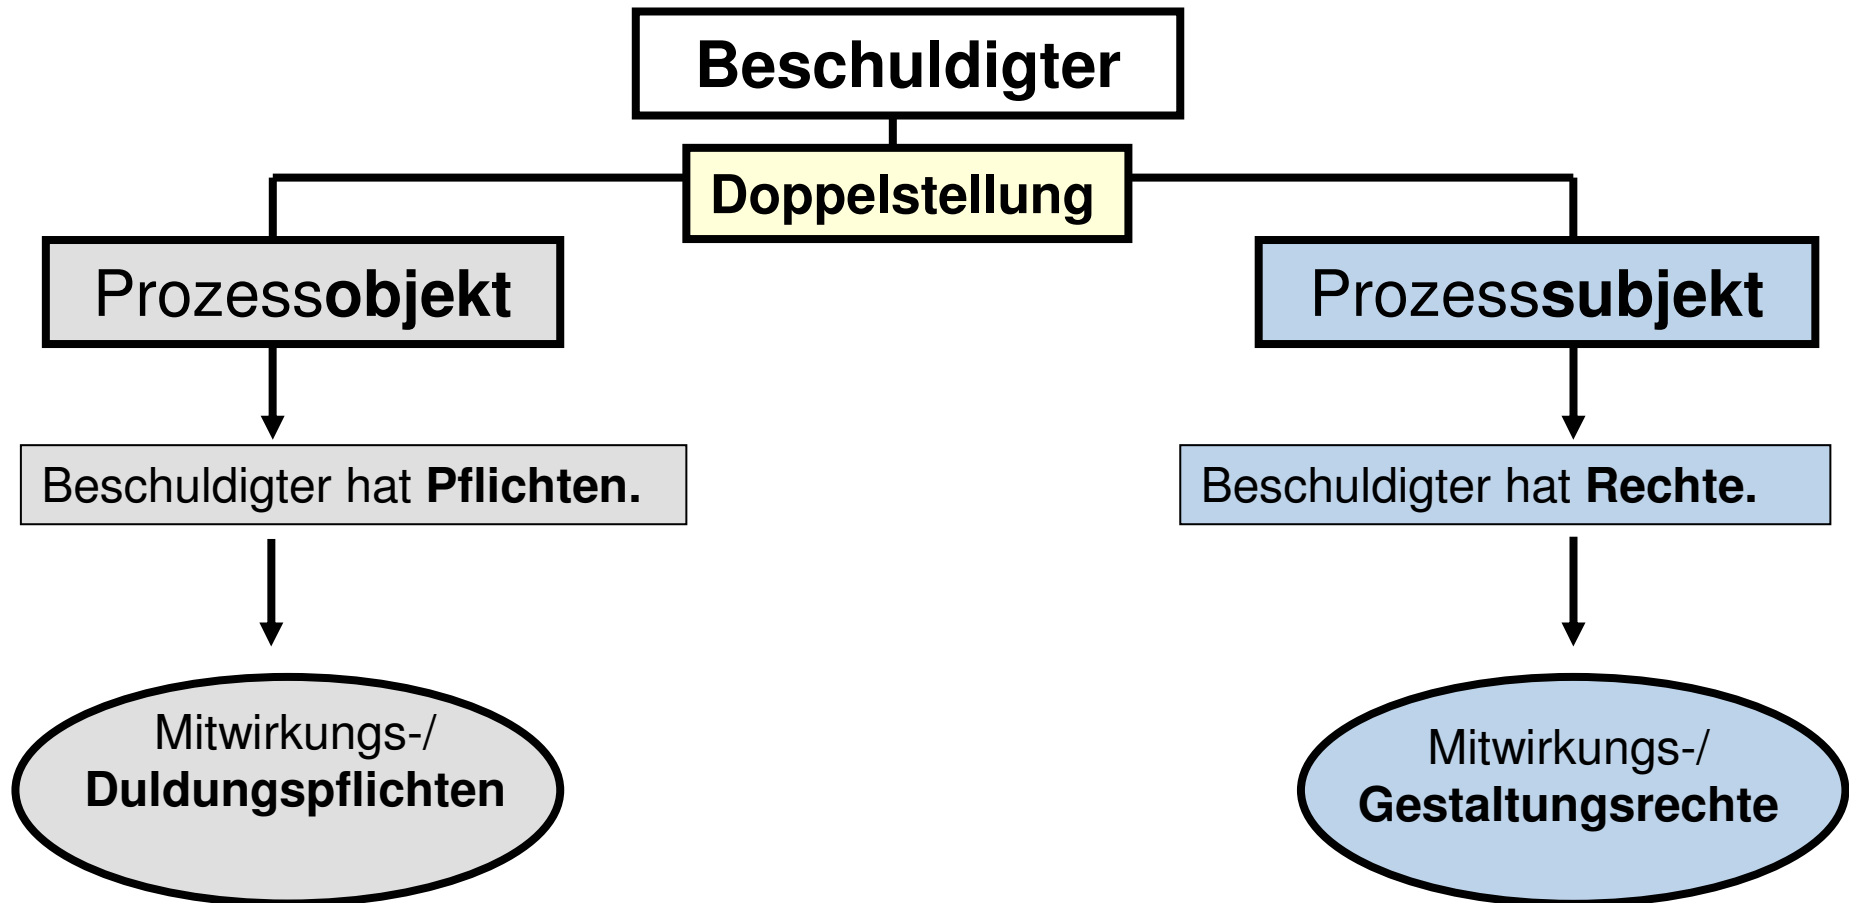 Beschuldigter
Doppelstellung
Prozessobjekt
Prozesssubjekt
Beschuldigter hat Pflichten.
Beschuldigter hat Rechte.
Mitwirkungs-/
Duldungspflichten
Mitwirkungs-/
Gestaltungsrechte